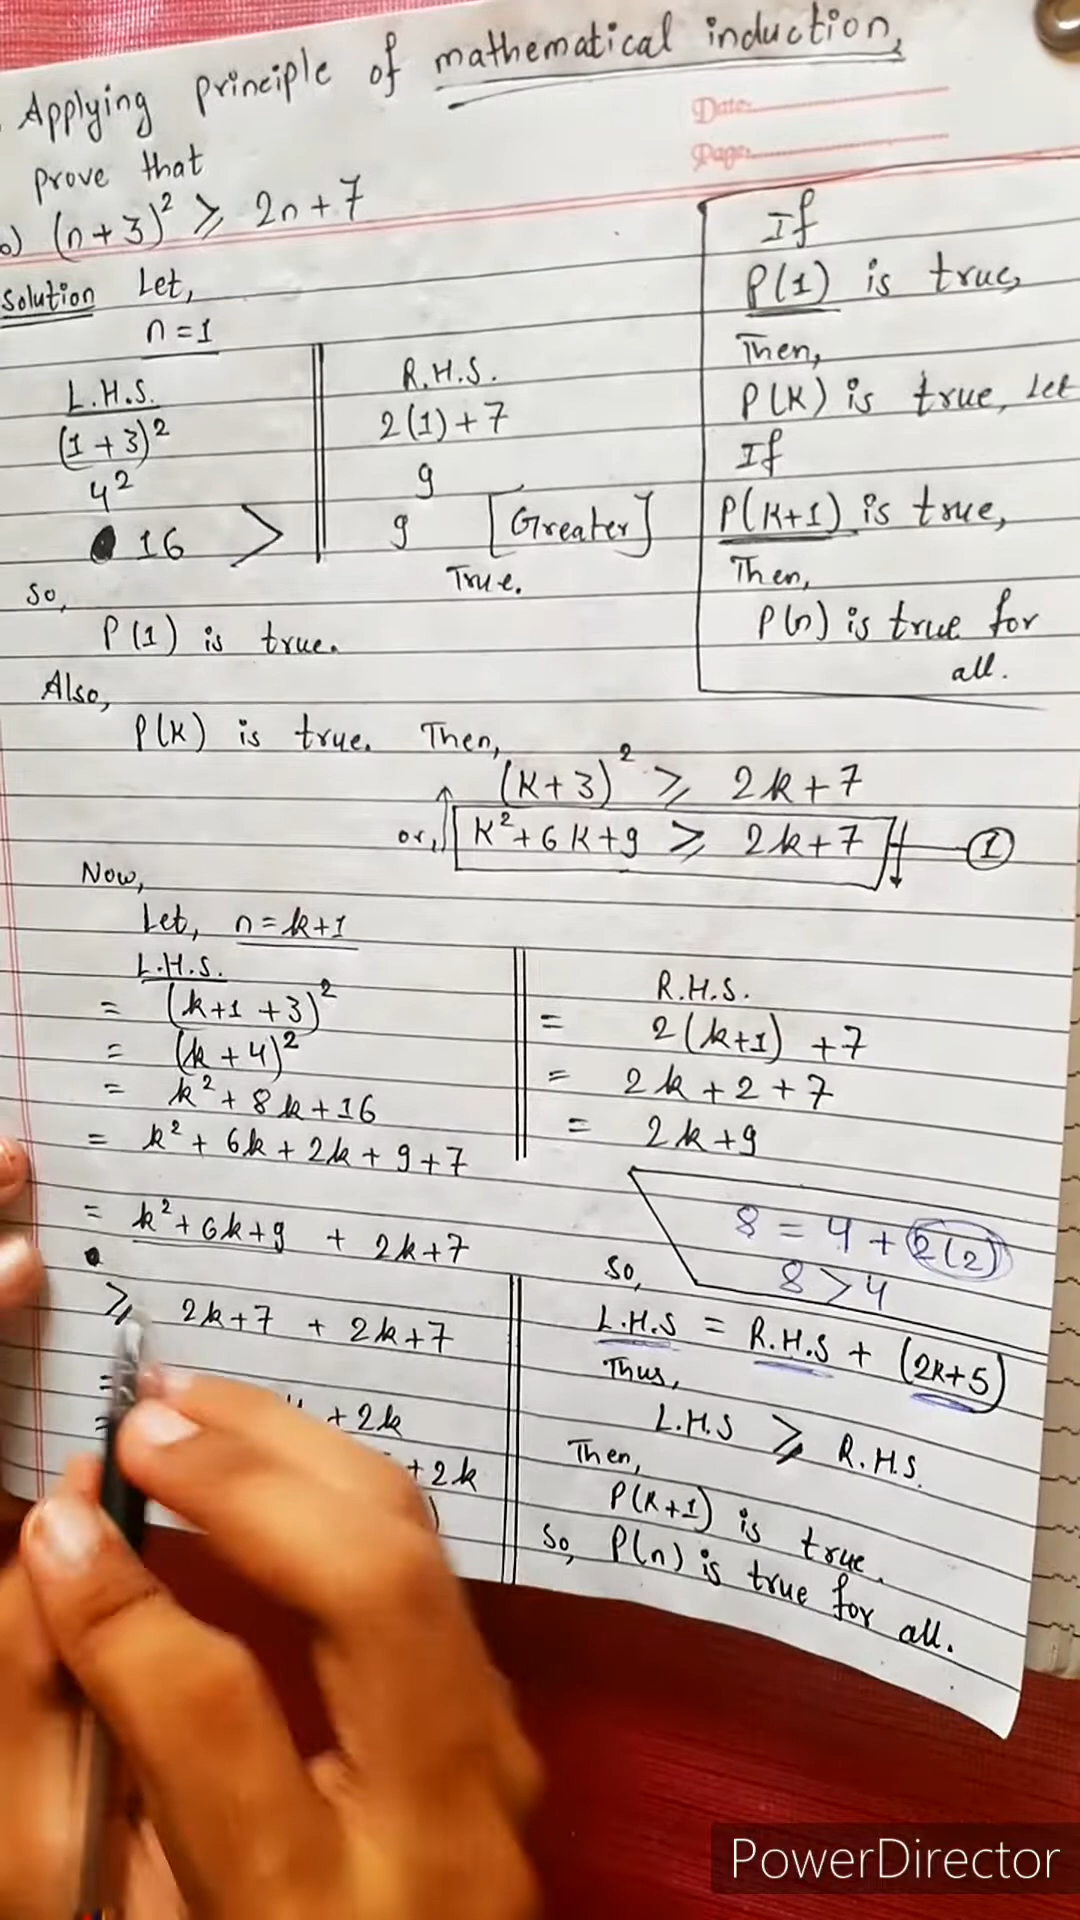 Applying principle of mathematical induction,
prove that
(n+3)² ⩾ 2n+7
Date
Page
Solution Let,
n=1
L.H.S.
(1+3)²
4²
16 >
R.H.S.
2(1)+7
9
9 [Greater]
True.
So,
P(1) is true.
If
P(1) is true,
Then,
P(K) is true, Let
If
P(K+1) is true,
Then,
P(n) is true for
all.
Also,
P(K) is true. Then,
(K+3)² ⩾ 2k+7
or, K²+6K+9 ⩾ 2k+7 ①
Now,
Let, n=k+1
L.H.S.
= (k+1+3)²
= (k+4)²
= k²+8k+16
= k²+6k+2k+9+7
= k²+6k+9 + 2k+7
⩾ 2k+7 + 2k+7
=
= +2k
+2k
)
R.H.S.
= 2(k+1)+7
= 2k+2+7
= 2k+9
8 = 4+2(2)
8>4
So,
L.H.S = R.H.S + (2k+5)
Thus,
L.H.S ⩾ R.H.S.
Then,
P(K+1) is true.
So, P(n) is true for all.
PowerDirector